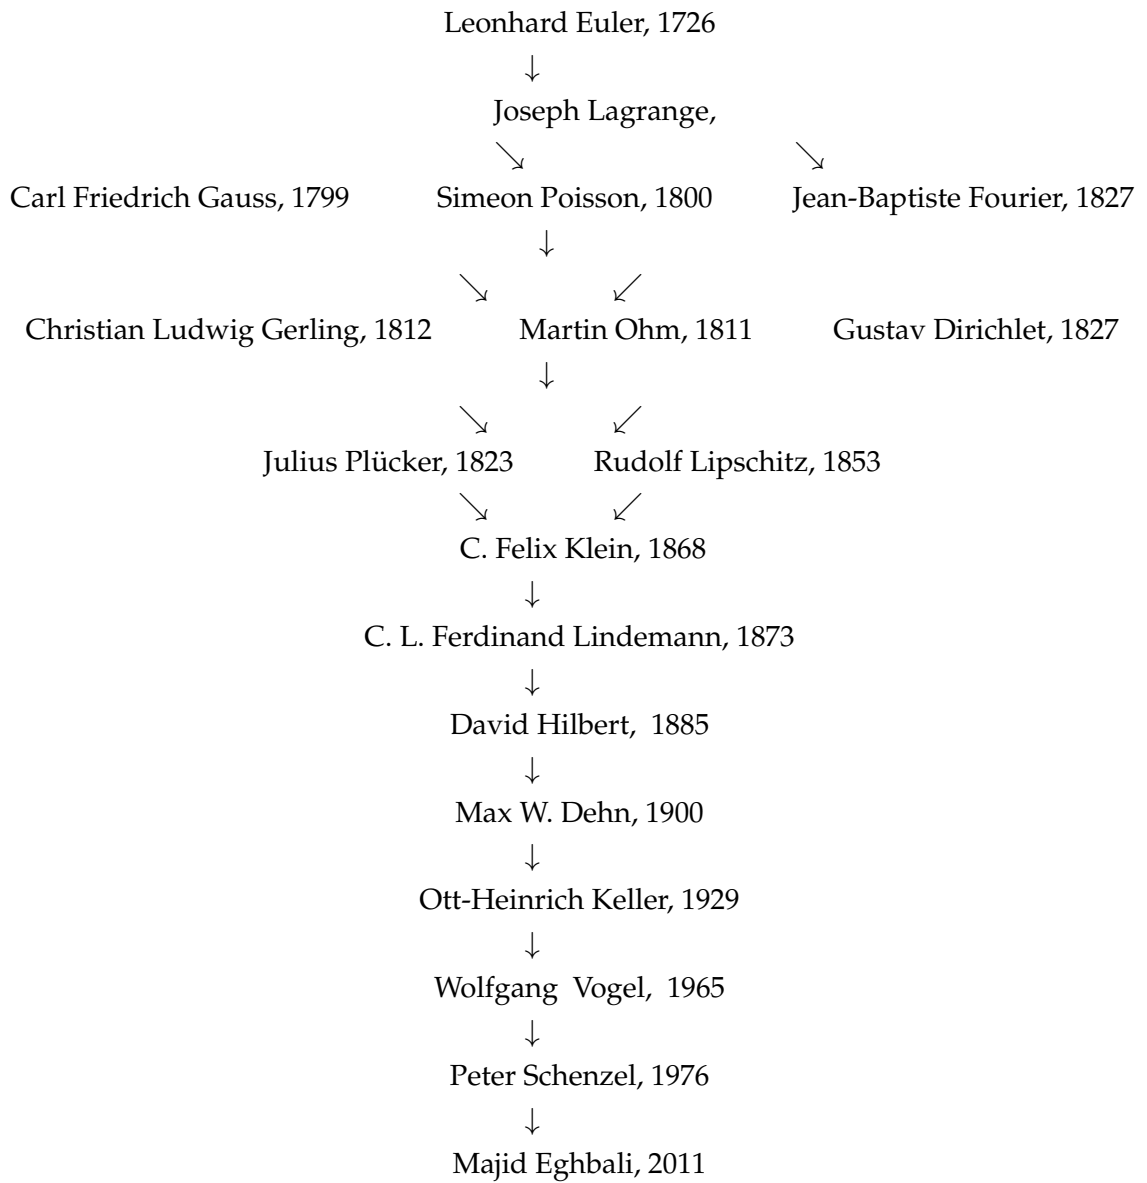 Leonhard Euler, 1726
↓
Joseph Lagrange,
↘ ↘
Carl Friedrich Gauss, 1799 Simeon Poisson, 1800 Jean-Baptiste Fourier, 1827
↓
↘ ↙
Christian Ludwig Gerling, 1812 Martin Ohm, 1811 Gustav Dirichlet, 1827
↓
↘ ↙
Julius Plücker, 1823 Rudolf Lipschitz, 1853
↘ ↙
C. Felix Klein, 1868
↓
C. L. Ferdinand Lindemann, 1873
↓
David Hilbert, 1885
↓
Max W. Dehn, 1900
↓
Ott-Heinrich Keller, 1929
↓
Wolfgang Vogel, 1965
↓
Peter Schenzel, 1976
↓
Majid Eghbali, 2011